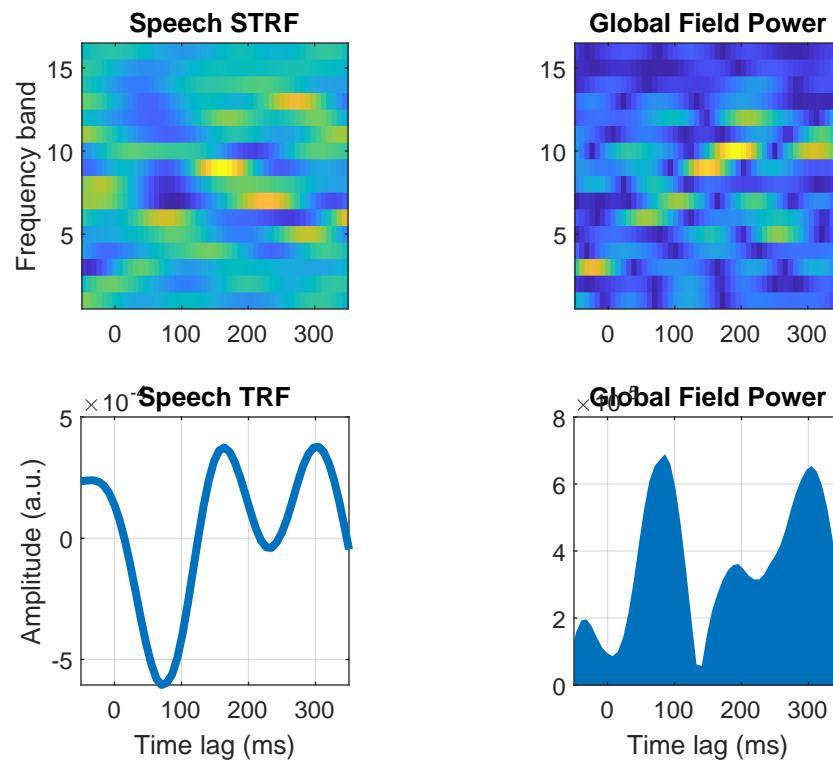 Speech STRF
Global Field Power
Frequency band
15
10
5
0 100 200 300
15
10
5
0 100 200 300
×10-4
Speech TRF
×10-5
Global Field Power
Amplitude (a.u.)
5
0
-5
0 100 200 300
Time lag (ms)
8
6
4
2
0
0 100 200 300
Time lag (ms)